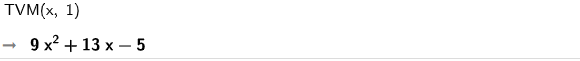 TVM(x, 1)
→ 9 x² + 13 x − 5